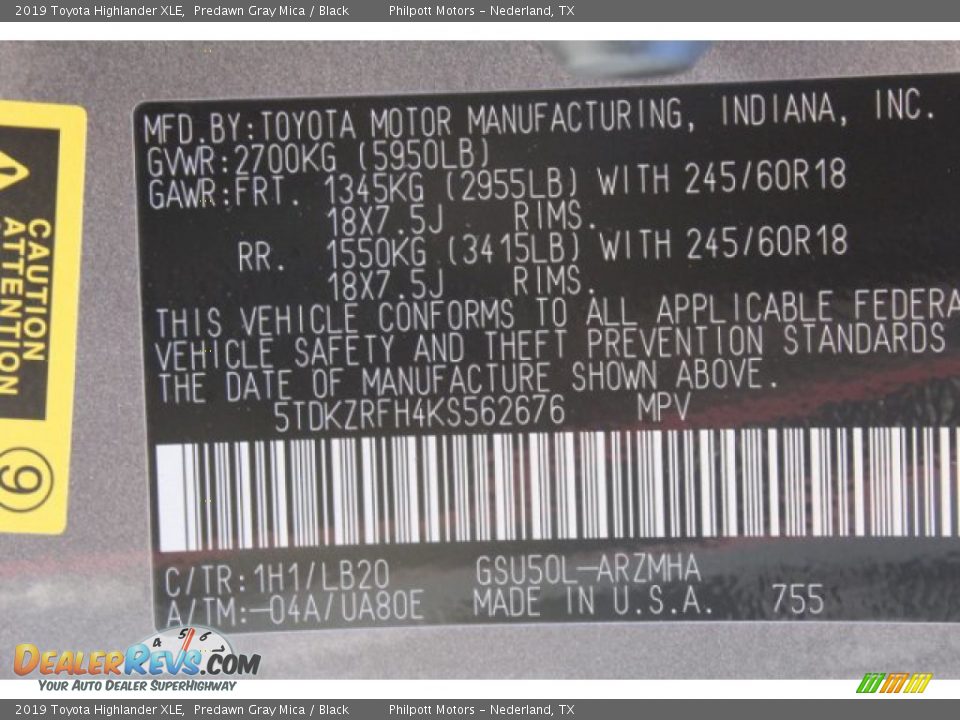 2019 Toyota Highlander XLE, Predawn Gray Mica / Black Philpott Motors - Nederland, TX
MFD.BY:TOYOTA MOTOR MANUFACTURING, INDIANA, INC.
GVWR:2700KG (5950LB)
GAWR:FRT. 1345KG (2955LB) WITH 245/60R18
18X7.5J RIMS.
RR. 1550KG (3415LB) WITH 245/60R18
18X7.5J RIMS.
THIS VEHICLE CONFORMS TO ALL APPLICABLE FEDERA
VEHICLE SAFETY AND THEFT PREVENTION STANDARDS
THE DATE OF MANUFACTURE SHOWN ABOVE.
5TDKZRFH4KS562676 MPV
C/TR:1H1/LB20 GSU50L-ARZMHA
A/TM:-04A/UA80E MADE IN U.S.A. 755
CAUTION
ATTENTION
9
4 5 6 7
DEALERREVS.COM
YOUR AUTO DEALER SUPERHIGHWAY
2019 Toyota Highlander XLE, Predawn Gray Mica / Black Philpott Motors - Nederland, TX